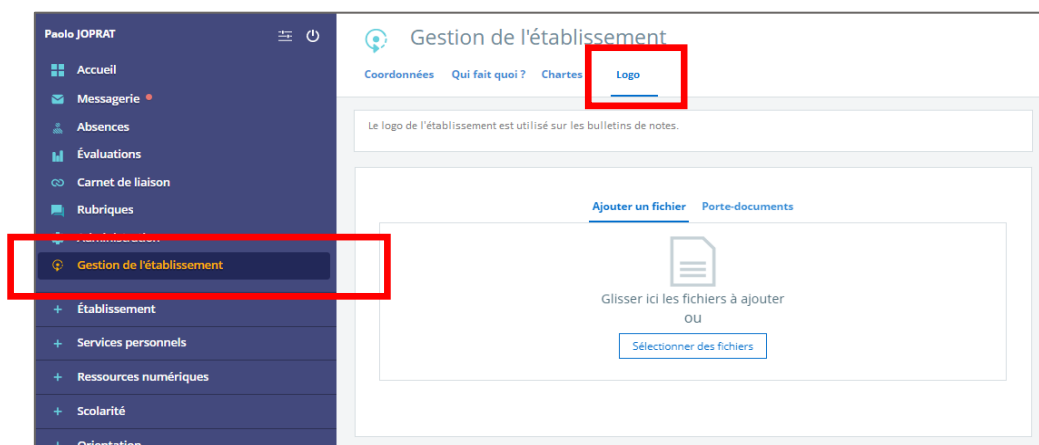 Paolo JOPRAT
Accueil
Messagerie
Absences
Évaluations
Carnet de liaison
Rubriques
Administration
Gestion de l'établissement
+ Établissement
+ Services personnels
+ Ressources numériques
+ Scolarité
+ Orientation
Gestion de l'établissement
Coordonnées Qui fait quoi ? Chartes Logo
Le logo de l'établissement est utilisé sur les bulletins de notes.
Ajouter un fichier Porte-documents
Glisser ici les fichiers à ajouter
ou
Sélectionner des fichiers